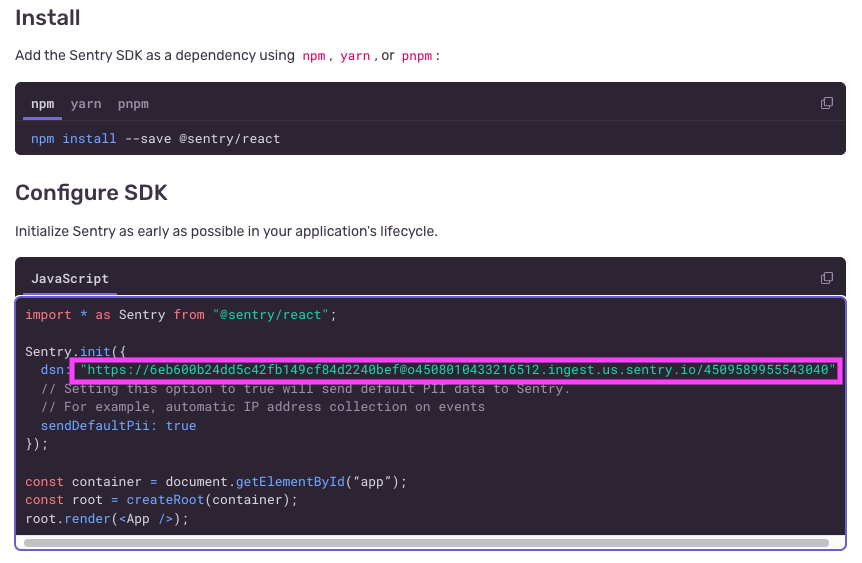 Install
Add the Sentry SDK as a dependency using npm, yarn, or pnpm:
npm yarn pnpm
npm install --save @sentry/react
Configure SDK
Initialize Sentry as early as possible in your application's lifecycle.
JavaScript
import * as Sentry from "@sentry/react";
Sentry.init({
dsn: "https://6eb600b24dd5c42fb149cf84d2240bef@o4508010433216512.ingest.us.sentry.io/4509589955543040"
// Setting this option to true will send default PII data to Sentry.
// For example, automatic IP address collection on events
sendDefaultPii: true
});
const container = document.getElementById(“app”);
const root = createRoot(container);
root.render(<App />);